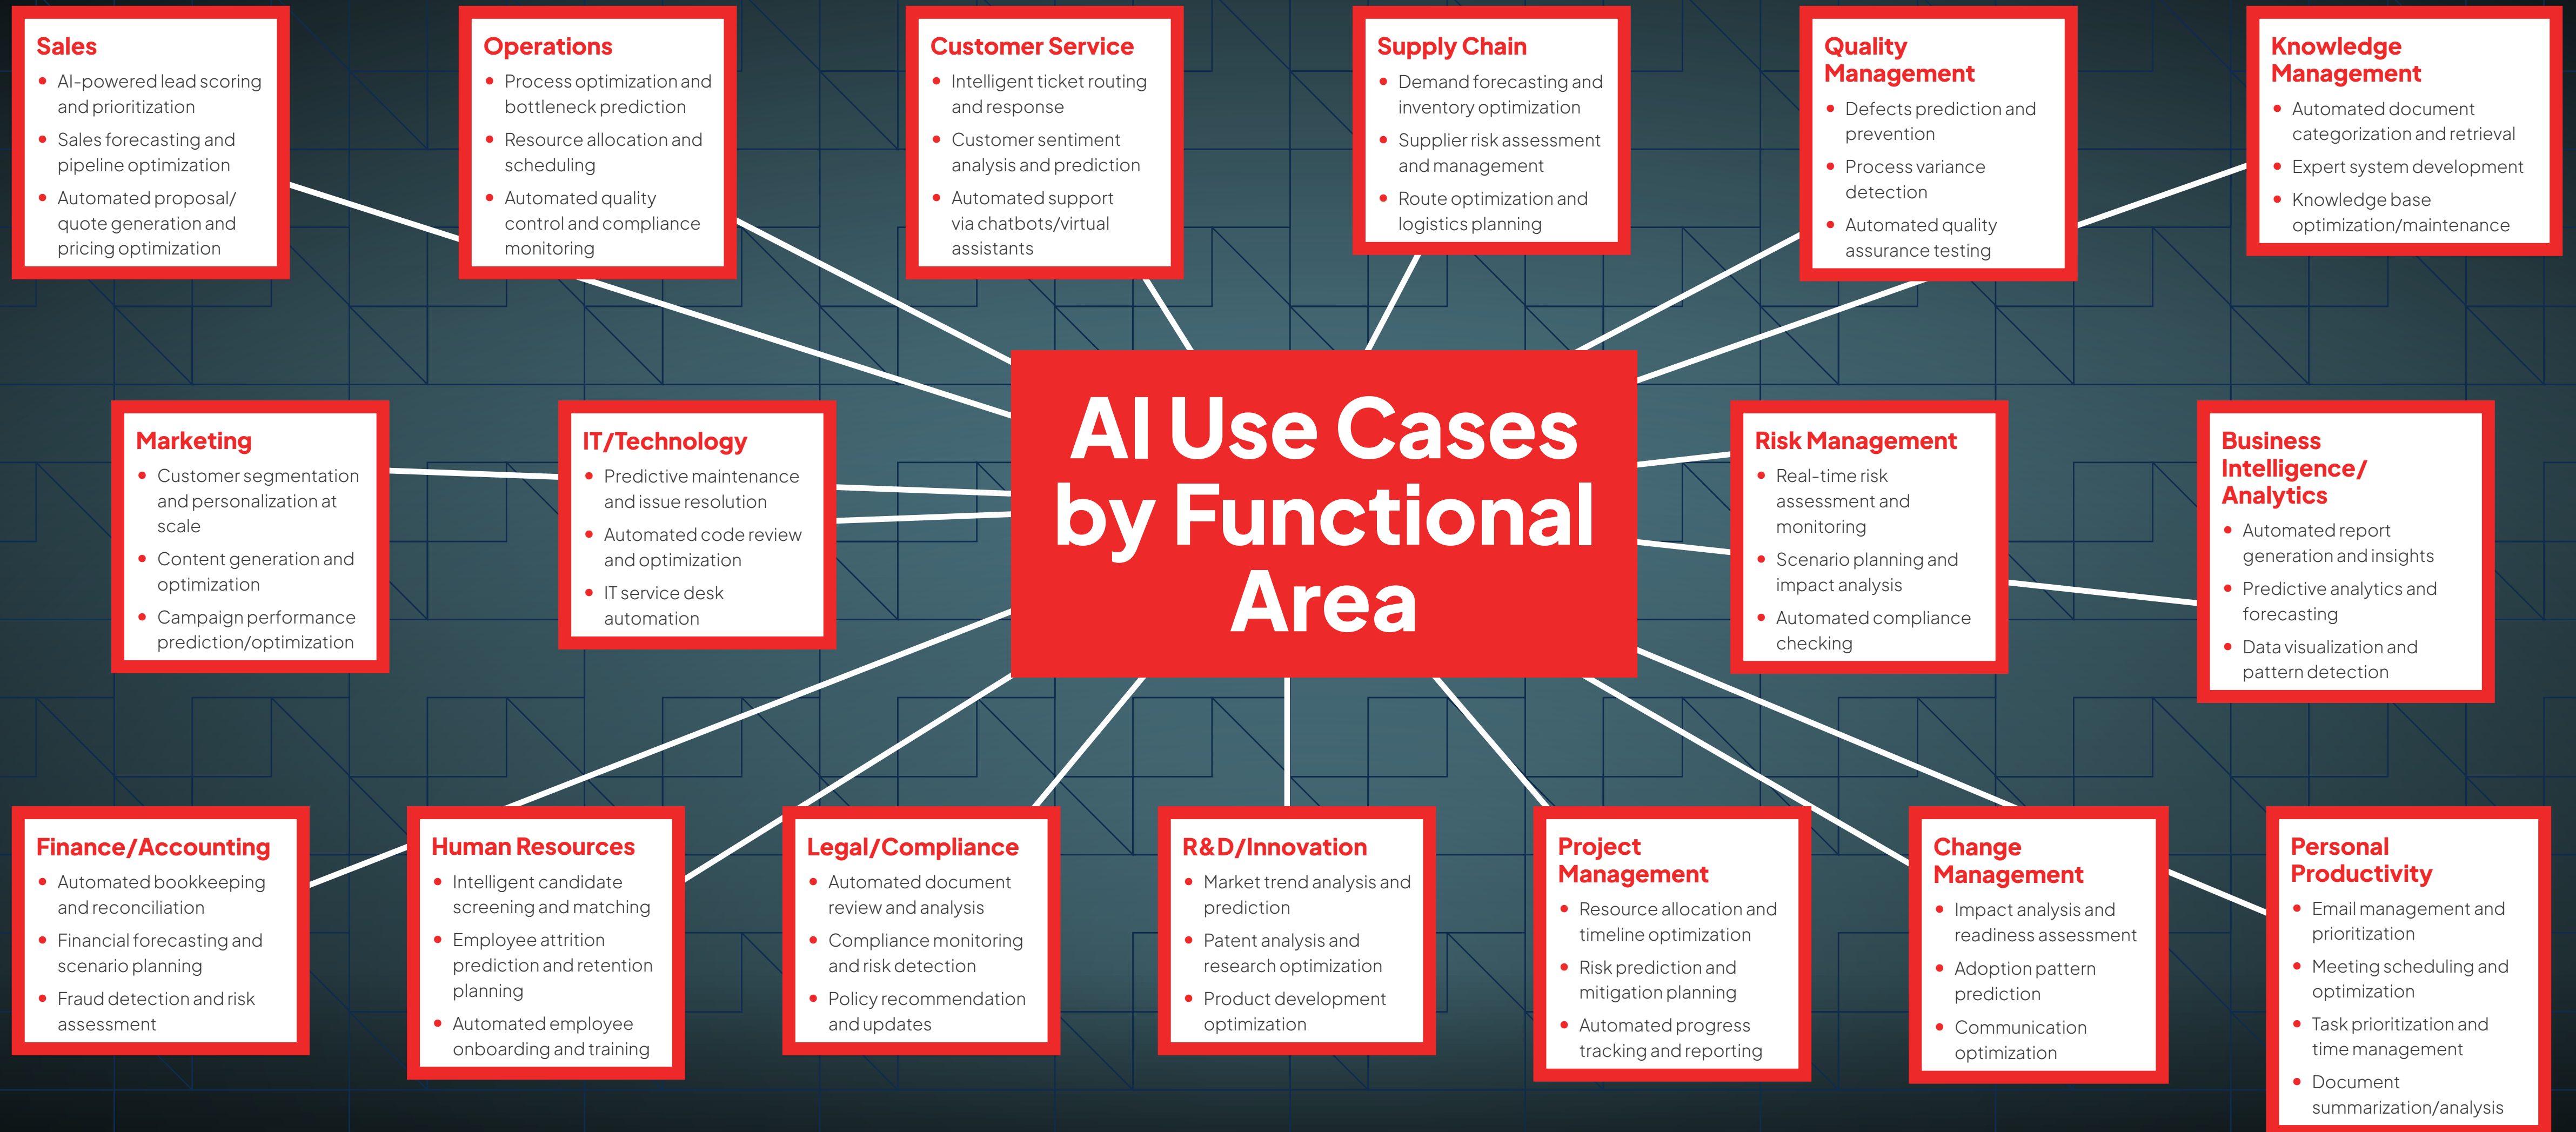 Sales
• AI-powered lead scoring
and prioritization
• Sales forecasting and
pipeline optimization
• Automated proposal/
quote generation and
pricing optimization
Operations
• Process optimization and
bottleneck prediction
• Resource allocation and
scheduling
• Automated quality
control and compliance
monitoring
Customer Service
• Intelligent ticket routing
and response
• Customer sentiment
analysis and prediction
• Automated support
via chatbots/virtual
assistants
Supply Chain
• Demand forecasting and
inventory optimization
• Supplier risk assessment
and management
• Route optimization and
logistics planning
Quality
Management
• Defects prediction and
prevention
• Process variance
detection
• Automated quality
assurance testing
Knowledge
Management
• Automated document
categorization and retrieval
• Expert system development
• Knowledge base
optimization/maintenance
Marketing
• Customer segmentation
and personalization at
scale
• Content generation and
optimization
• Campaign performance
prediction/optimization
IT/Technology
• Predictive maintenance
and issue resolution
• Automated code review
and optimization
• IT service desk
automation
AI Use Cases
by Functional
Area
Risk Management
• Real-time risk
assessment and
monitoring
• Scenario planning and
impact analysis
• Automated compliance
checking
Business
Intelligence/
Analytics
• Automated report
generation and insights
• Predictive analytics and
forecasting
• Data visualization and
pattern detection
Finance/Accounting
• Automated bookkeeping
and reconciliation
• Financial forecasting and
scenario planning
• Fraud detection and risk
assessment
Human Resources
• Intelligent candidate
screening and matching
• Employee attrition
prediction and retention
planning
• Automated employee
onboarding and training
Legal/Compliance
• Automated document
review and analysis
• Compliance monitoring
and risk detection
• Policy recommendation
and updates
R&D/Innovation
• Market trend analysis and
prediction
• Patent analysis and
research optimization
• Product development
optimization
Project
Management
• Resource allocation and
timeline optimization
• Risk prediction and
mitigation planning
• Automated progress
tracking and reporting
Change
Management
• Impact analysis and
readiness assessment
• Adoption pattern
prediction
• Communication
optimization
Personal
Productivity
• Email management and
prioritization
• Meeting scheduling and
optimization
• Task prioritization and
time management
• Document
summarization/analysis